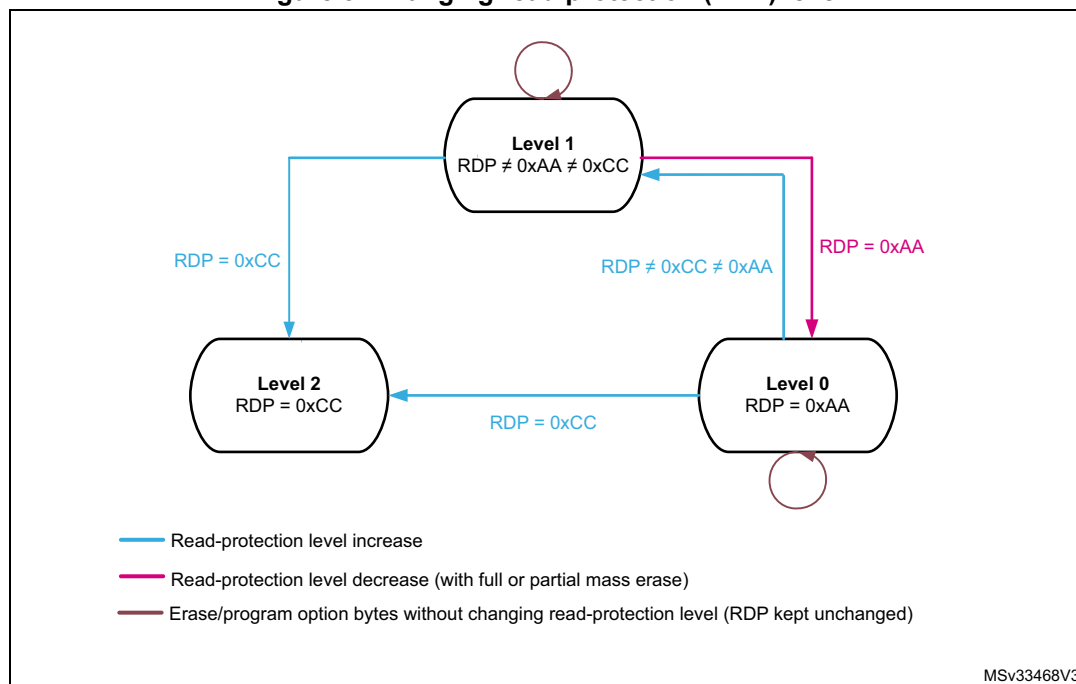 Level 1
RDP ≠ 0xAA ≠ 0xCC
RDP = 0xCC
RDP ≠ 0xCC ≠ 0xAA
RDP = 0xAA
Level 2
RDP = 0xCC
Level 0
RDP = 0xAA
RDP = 0xCC
Read-protection level increase
Read-protection level decrease (with full or partial mass erase)
Erase/program option bytes without changing read-protection level (RDP kept unchanged)
MSv33468V3